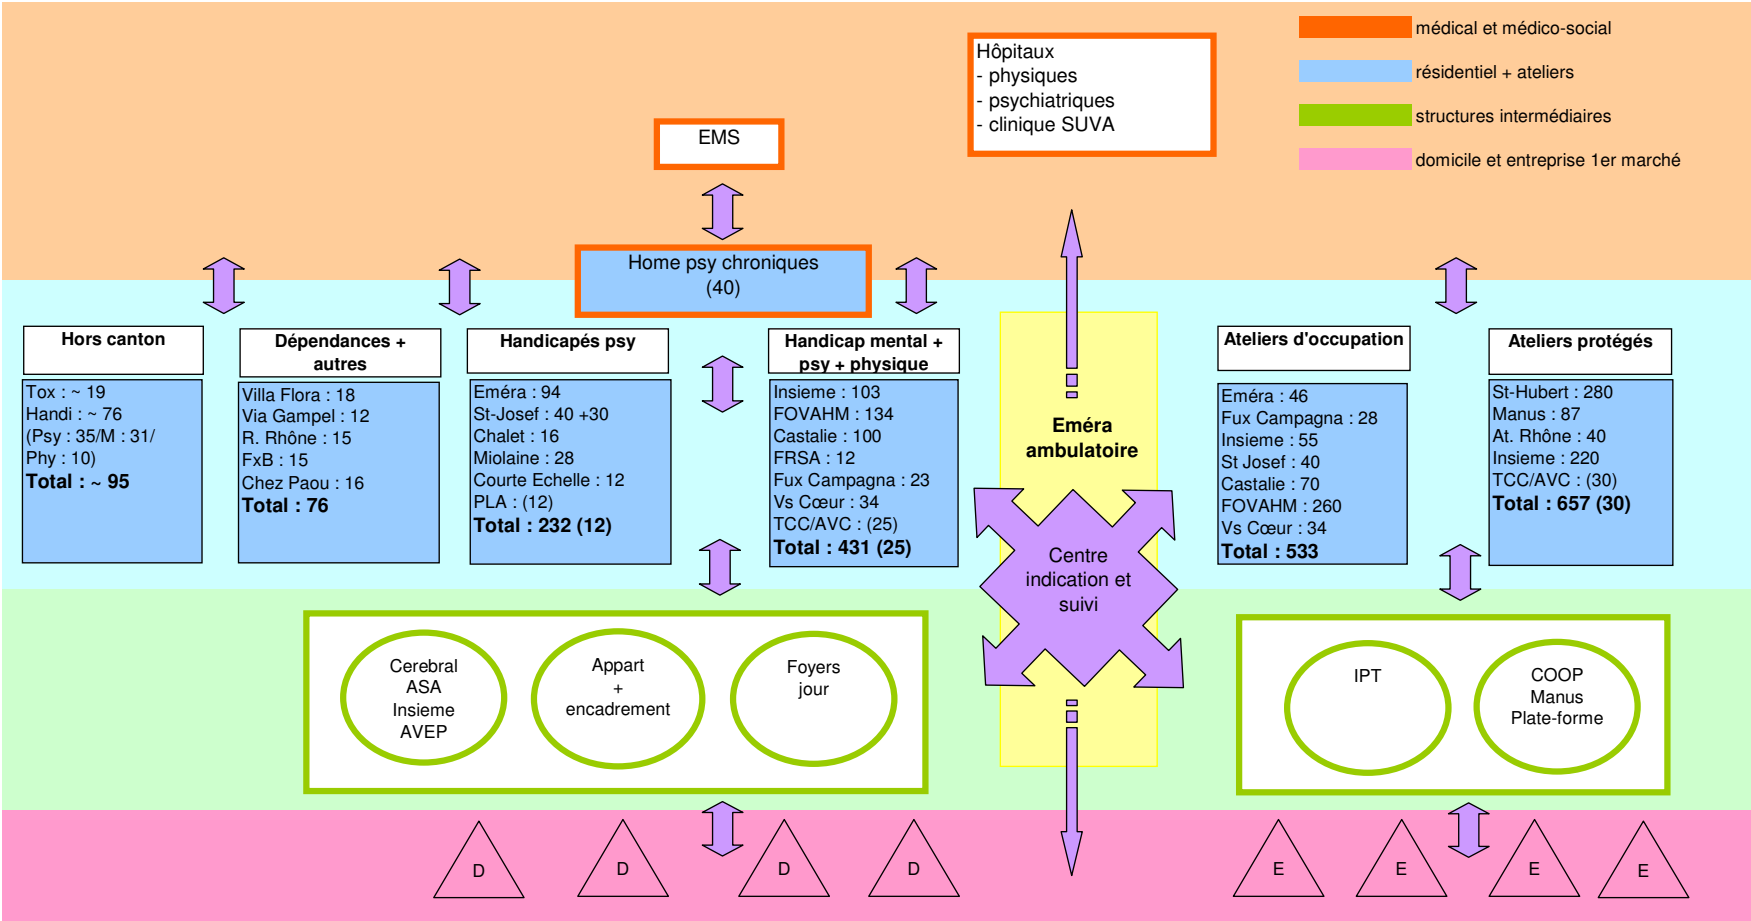 médical et médico-social
résidentiel + ateliers
structures intermédiaires
domicile et entreprise 1er marché
Hôpitaux
- physiques
- psychiatriques
- clinique SUVA
EMS
Home psy chroniques
(40)
Hors canton
Tox : ~ 19
Handi : ~ 76
(Psy : 35/M : 31/
Phy : 10)
Total : ~ 95
Dépendances +
autres
Villa Flora : 18
Via Gampel : 12
R. Rhône : 15
FxB : 15
Chez Paou : 16
Total : 76
Handicapés psy
Eméra : 94
St-Josef : 40 +30
Chalet : 16
Miolaine : 28
Courte Echelle : 12
PLA : (12)
Total : 232 (12)
Handicap mental +
psy + physique
Insieme : 103
FOVAHM : 134
Castalie : 100
FRSA : 12
Fux Campagna : 23
Vs Cœur : 34
TCC/AVC : (25)
Total : 431 (25)
Eméra
ambulatoire
Centre
indication et
suivi
Ateliers d'occupation
Eméra : 46
Fux Campagna : 28
Insieme : 55
St Josef : 40
Castalie : 70
FOVAHM : 260
Vs Cœur : 34
Total : 533
Ateliers protégés
St-Hubert : 280
Manus : 87
At. Rhône : 40
Insieme : 220
TCC/AVC : (30)
Total : 657 (30)
Cerebral
ASA
Insieme
AVEP
Appart
+
encadrement
Foyers
jour
IPT
COOP
Manus
Plate-forme
D
D
D
D
E
E
E
E